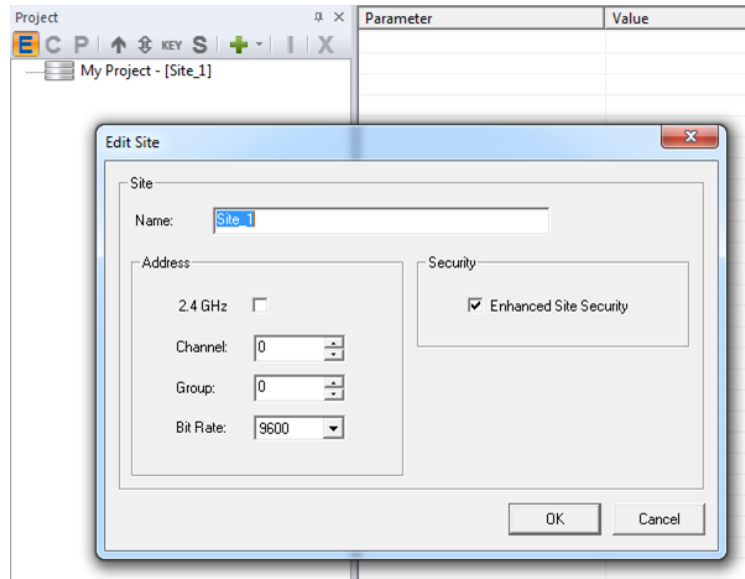 Project
Parameter Value
E C P KEY S I X
My Project - [Site_1]
Edit Site
Site
Name: Site_1
Address
Security
2.4 GHz
Enhanced Site Security
Channel: 0
Group: 0
Bit Rate: 9600
OK Cancel